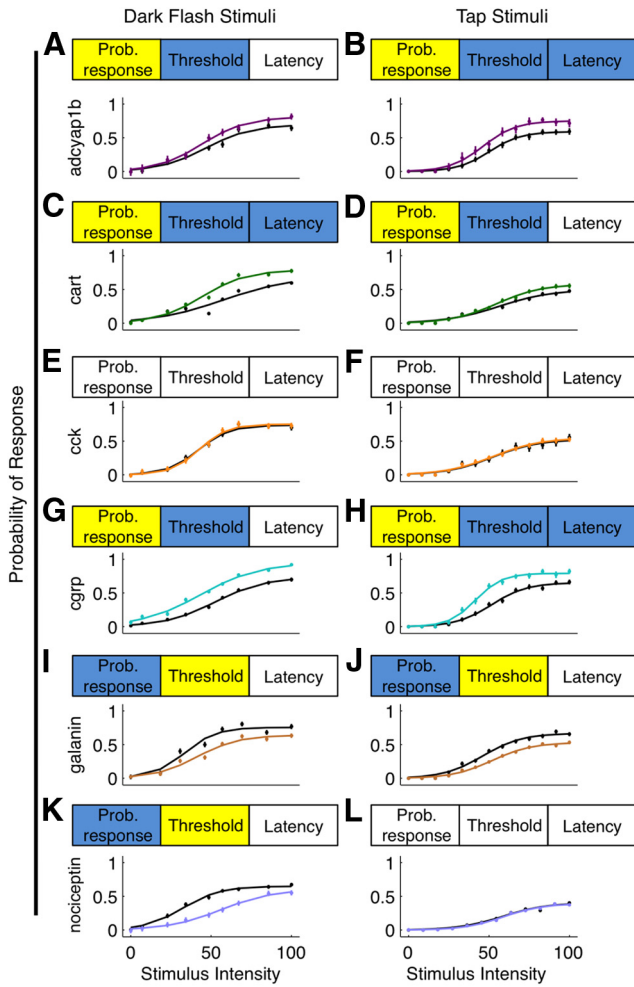 Dark Flash Stimuli
Tap Stimuli
A
Prob. response
Threshold
Latency
B
Prob. response
Threshold
Latency
adcyap1b
1
0.5
0
1
0.5
0
C
Prob. response
Threshold
Latency
D
Prob. response
Threshold
Latency
cart
1
0.5
0
1
0.5
0
E
Prob. response
Threshold
Latency
F
Prob. response
Threshold
Latency
cck
1
0.5
0
1
0.5
0
Probability of Response
G
Prob. response
Threshold
Latency
H
Prob. response
Threshold
Latency
cgrp
1
0.5
0
1
0.5
0
I
Prob. response
Threshold
Latency
J
Prob. response
Threshold
Latency
galanin
1
0.5
0
1
0.5
0
K
Prob. response
Threshold
Latency
L
Prob. response
Threshold
Latency
nociceptin
1
0.5
0
1
0.5
0
0
50
100
0
50
100
Stimulus Intensity
Stimulus Intensity